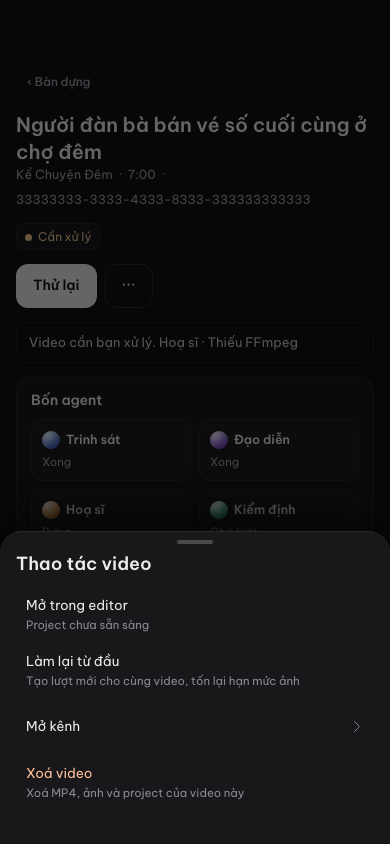 ‹ Bàn dựng
Người đàn bà bán vé số cuối cùng ở
chợ đêm
Kể Chuyện Đêm · 7:00 ·
33333333-3333-4333-8333-333333333333
Cần xử lý
Thử lại
...
Video cần bạn xử lý. Hoạ sĩ · Thiếu FFmpeg
Bốn agent
Trinh sát
Đạo diễn
Xong
Xong
Hoạ sĩ
Kiểm định
Thao tác video
Mở trong editor
Project chưa sẵn sàng
Làm lại từ đầu
Tạo lượt mới cho cùng video, tốn lại hạn mức ảnh
Mở kênh
Xoá video
Xoá MP4, ảnh và project của video này